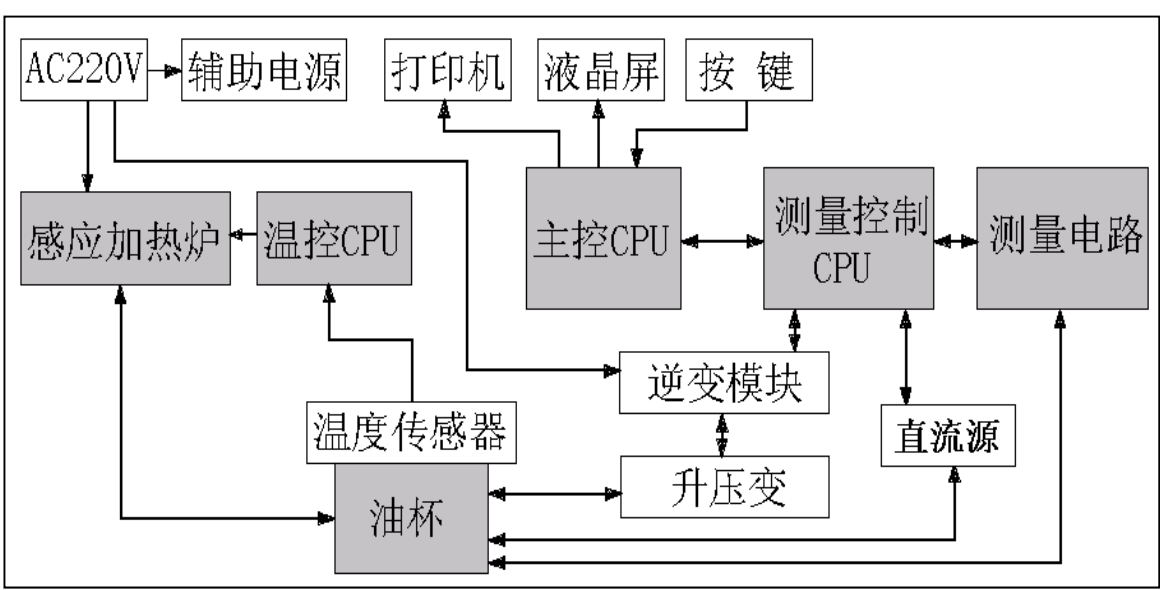 AC220V
辅助电源
打印机
液晶屏
按 键
感应加热炉
温控CPU
主控CPU
测量控制
CPU
测量电路
逆变模块
温度传感器
直流源
升压变
油杯